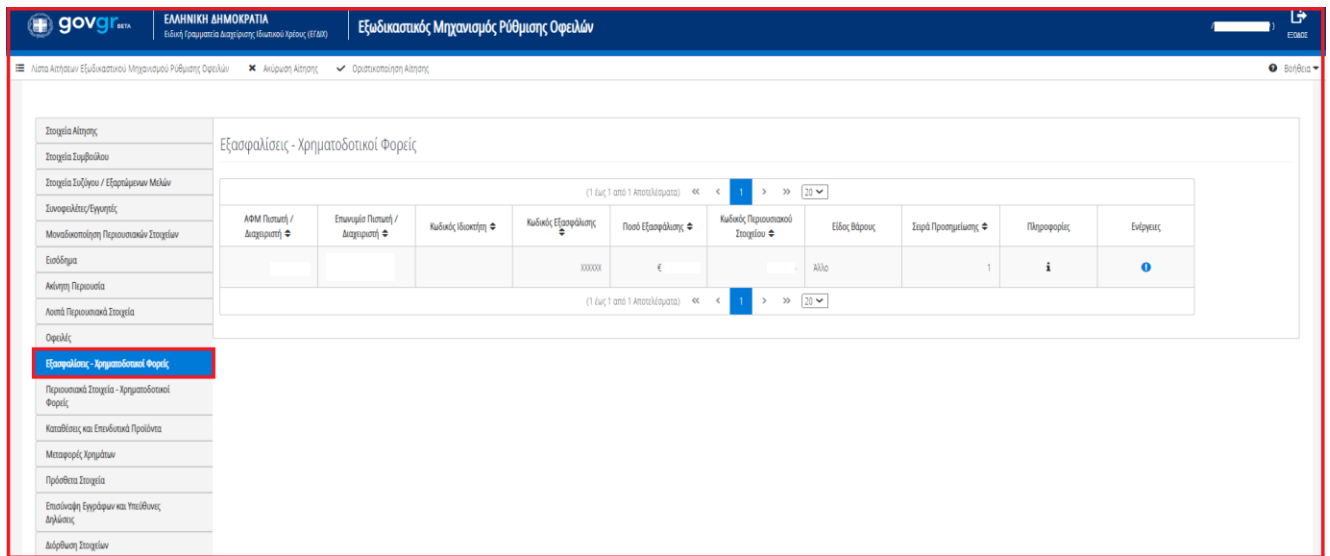 govgr BETA
ΕΛΛΗΝΙΚΗ ΔΗΜΟΚΡΑΤΙΑ
Ειδική Γραμματεία Διαχείρισης Ιδιωτικού Χρέους (ΕΓΔΙΧ)
Εξωδικαστικός Μηχανισμός Ρύθμισης Οφειλών
ΕΞΟΔΟΣ
Λίστα Αιτήσεων Εξωδικαστικού Μηχανισμού Ρύθμισης Οφειλών
Ακύρωση Αίτησης
Οριστικοποίηση Αίτησης
Βοήθεια
Στοιχεία Αίτησης
Στοιχεία Συμβούλου
Στοιχεία Συζύγου / Εξαρτώμενων Μελών
Συνοφειλέτες/Εγγυητές
Μοναδικοποίηση Περιουσιακών Στοιχείων
Εισόδημα
Ακίνητη Περιουσία
Λοιπά Περιουσιακά Στοιχεία
Οφειλές
Εξασφαλίσεις - Χρηματοδοτικοί Φορείς
Περιουσιακά Στοιχεία - Χρηματοδοτικοί
Φορείς
Καταθέσεις και Επενδυτικά Προϊόντα
Μεταφορές Χρημάτων
Πρόσθετα Στοιχεία
Επισύναψη Εγγράφων και Υπεύθυνες
Δηλώσεις
Διόρθωση Στοιχείων
Εξασφαλίσεις - Χρηματοδοτικοί Φορείς
(1 έως 1 από 1 Αποτελέσματα) 1 20
ΑΦΜ Πιστωτή /
Διαχειριστή
Επωνυμία Πιστωτή /
Διαχειριστή
Κωδικός Ιδιοκτήτη
Κωδικός Εξασφάλισης
Ποσό Εξασφάλισης
Κωδικός Περιουσιακού
Στοιχείου
Είδος Βάρους
Σειρά Προσημείωσης
Πληροφορίες
Ενέργειες
XXXXXX € Άλλο 1
(1 έως 1 από 1 Αποτελέσματα) 1 20